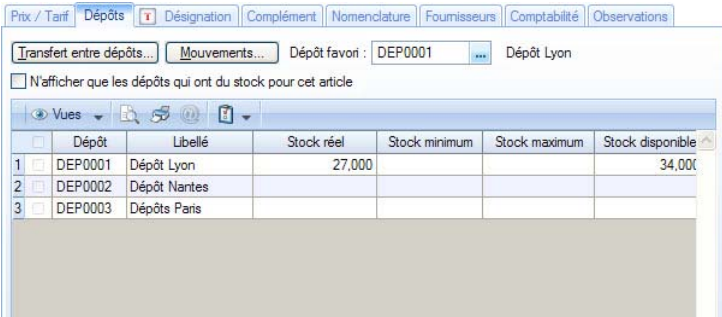 Prix / Tarif Dépôts T Désignation Complément Nomenclature Fournisseurs Comptabilité Observations
Transfert entre dépôts... Mouvements... Dépôt favori : DEP0001 ... Dépôt Lyon
N'afficher que les dépôts qui ont du stock pour cet article
Vues
Dépôt Libellé Stock réel Stock minimum Stock maximum Stock disponible
1 DEP0001 Dépôt Lyon 27,000 34,000
2 DEP0002 Dépôt Nantes
3 DEP0003 Dépôts Paris